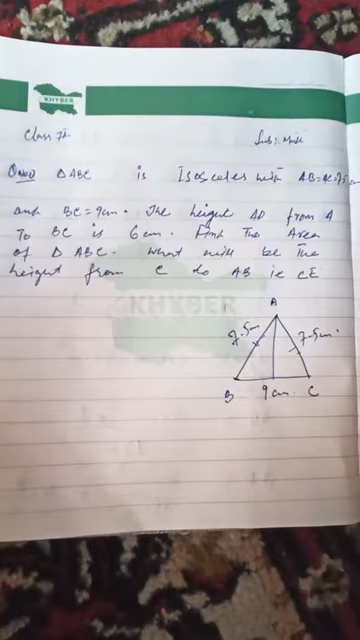 KHYBER
Class 7th
Sub: Math
Q no 8 △ABC is Isosceles with AB=AC=7.5cm
and BC=9cm. The height AD from A
To BC is 6cm. Find The Area
of △ ABC. What will be The
height from C to AB ie CE
KHYBER
A
7.5cm
7.5cm
B
9cm.
C